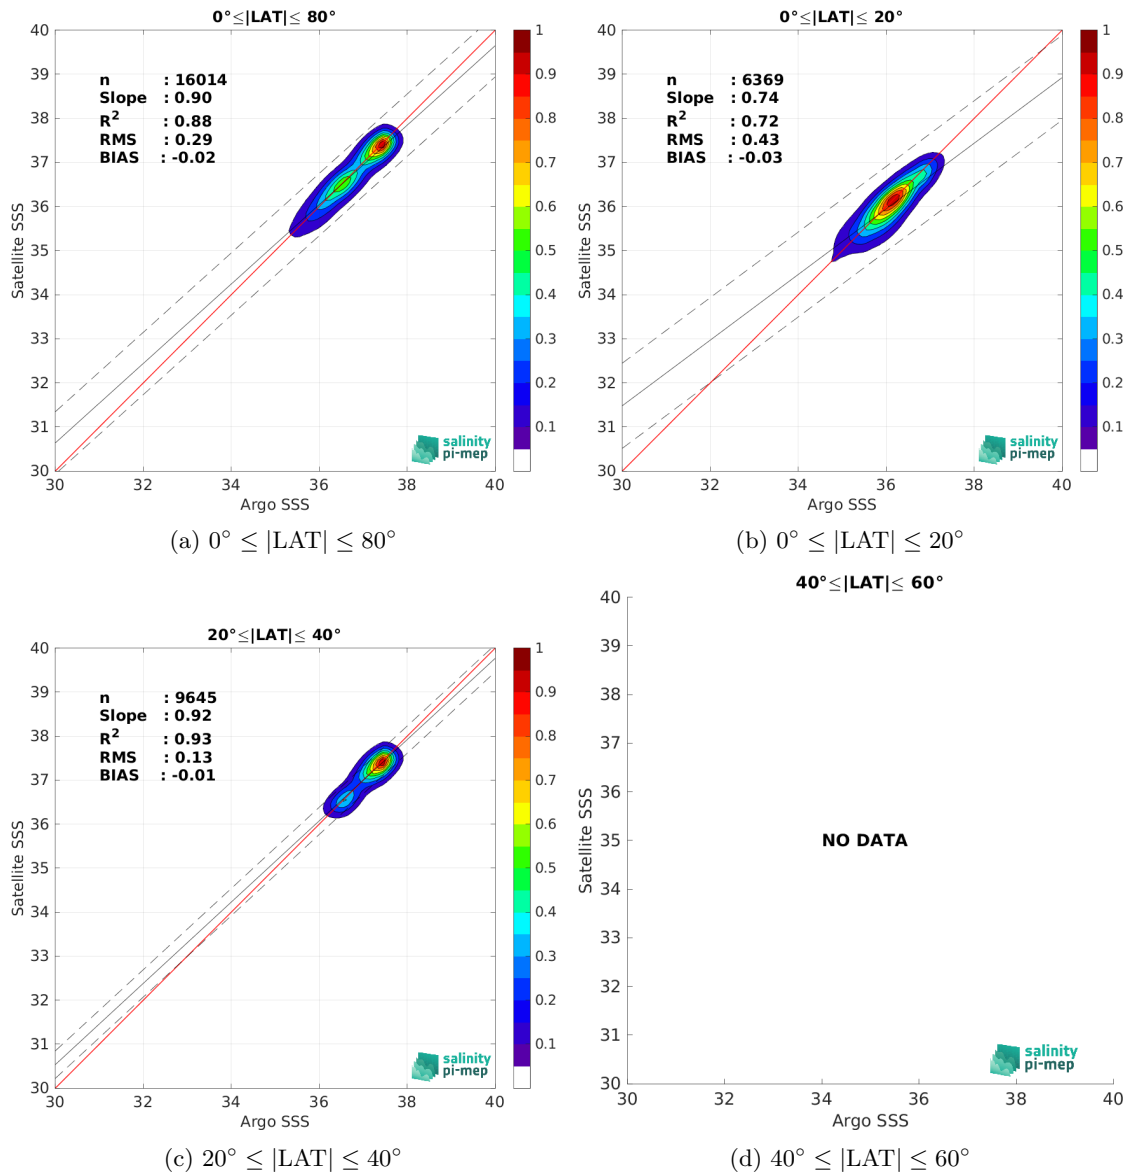 0°≤|LAT|≤ 80°
40
39
38
37
36
35
34
33
32
31
30
Satellite SSS
n : 16014
Slope : 0.90
R² : 0.88
RMS : 0.29
BIAS : -0.02
salinity
pi-mep
30 32 34 36 38 40
Argo SSS
1
0.9
0.8
0.7
0.6
0.5
0.4
0.3
0.2
0.1
(a) 0° ≤ |LAT| ≤ 80°
0°≤|LAT|≤ 20°
40
39
38
37
36
35
34
33
32
31
30
Satellite SSS
n : 6369
Slope : 0.74
R² : 0.72
RMS : 0.43
BIAS : -0.03
salinity
pi-mep
30 32 34 36 38 40
Argo SSS
1
0.9
0.8
0.7
0.6
0.5
0.4
0.3
0.2
0.1
(b) 0° ≤ |LAT| ≤ 20°
20°≤|LAT|≤ 40°
40
39
38
37
36
35
34
33
32
31
30
Satellite SSS
n : 9645
Slope : 0.92
R² : 0.93
RMS : 0.13
BIAS : -0.01
salinity
pi-mep
30 32 34 36 38 40
Argo SSS
1
0.9
0.8
0.7
0.6
0.5
0.4
0.3
0.2
0.1
(c) 20° ≤ |LAT| ≤ 40°
40°≤|LAT|≤ 60°
40
39
38
37
36
35
34
33
32
31
30
Satellite SSS
NO DATA
salinity
pi-mep
30 32 34 36 38 40
Argo SSS
(d) 40° ≤ |LAT| ≤ 60°